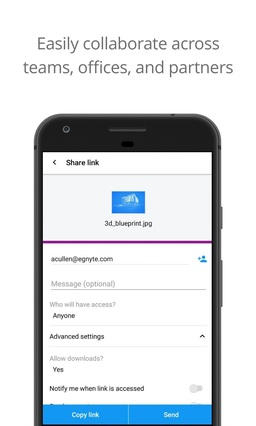 Easily collaborate across
teams, offices, and partners
Share link
3d_blueprint.jpg
acullen@egnyte.com
Message (optional)
Who will have access?
Anyone
Advanced settings
Allow downloads?
Yes
Notify me when link is accessed
Copy link
Send